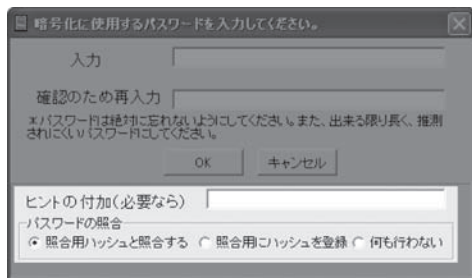 暗号化に使用するパスワードを入力してください。
入力
確認のため再入力
*パスワードは絶対に忘れないようにしてください。また、出来る限り長く、推測
されにくいパスワードにしてください。
OK キャンセル
ヒントの付加(必要なら)
パスワードの照合
照合用ハッシュと照合する 照合用にハッシュを登録 何も行わない